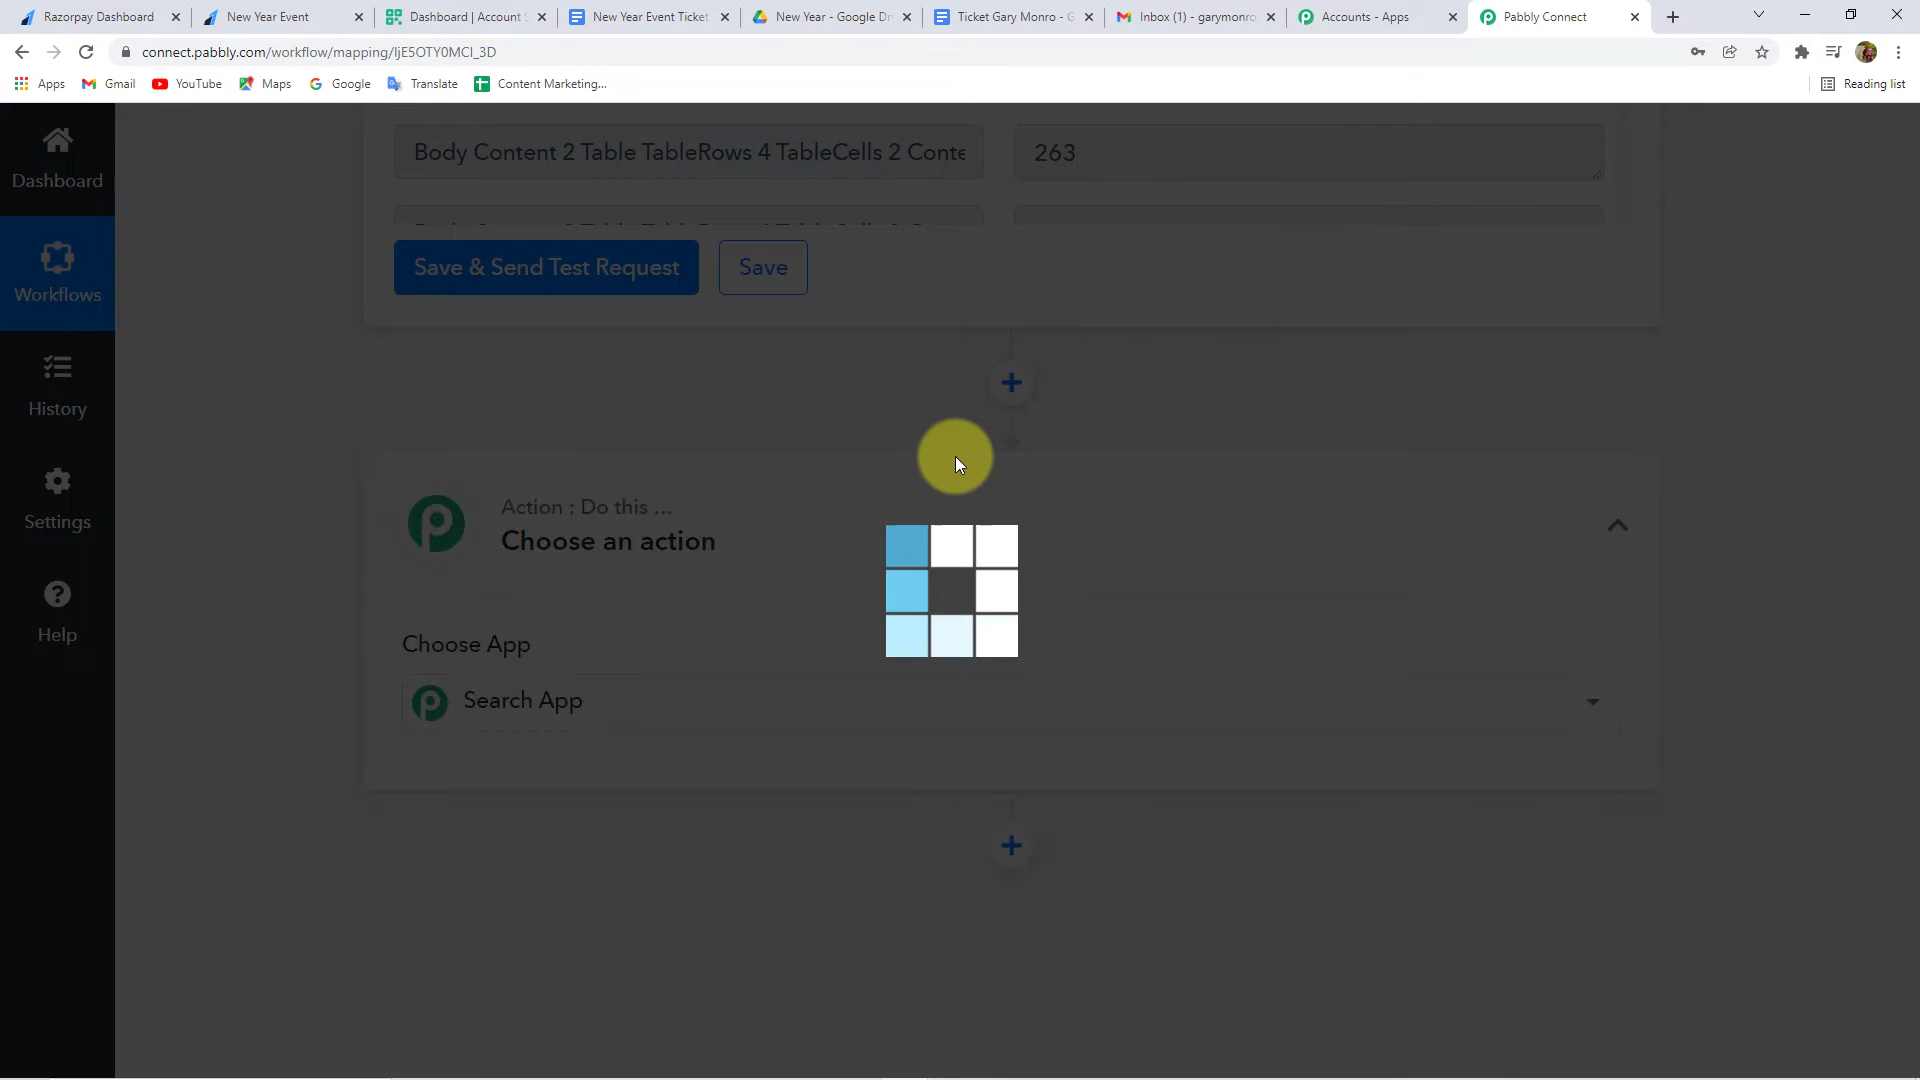 Razorpay Dashboard
New Year Event
Dashboard | Account S
New Year Event Ticket
New Year - Google Dr
Ticket Gary Monro - G
Inbox (1) - garymonro
Accounts - Apps
Pabbly Connect
connect.pabbly.com/workflow/mapping/IjE5OTY0MCI_3D
Apps
Gmail
YouTube
Maps
Google
Translate
Content Marketing...
Reading list
Dashboard
Workflows
History
Settings
Help
Body Content 2 Table TableRows 4 TableCells 2 Conte
263
Save & Send Test Request
Save
Action : Do this ...
Choose an action
Choose App
Search App